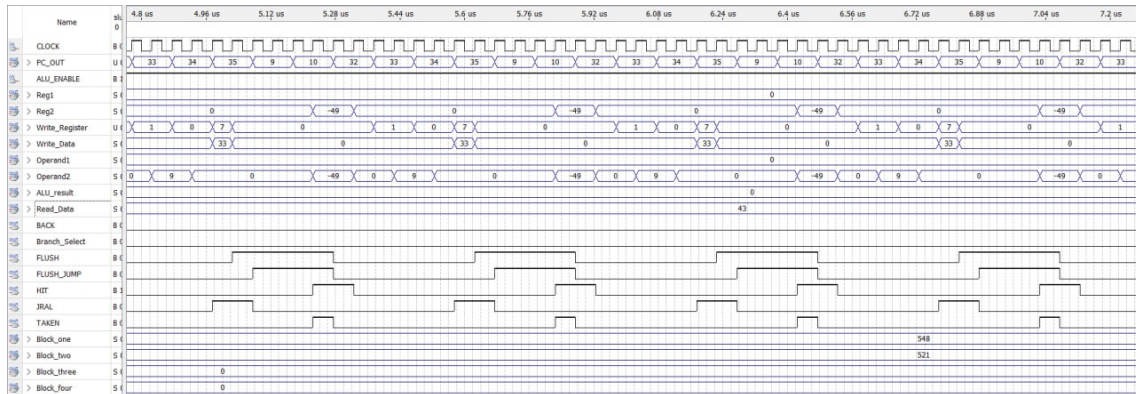 Name 4.8 us 4.96 us 5.12 us 5.28 us 5.44 us 5.6 us 5.76 us 5.92 us 6.08 us 6.24 us 6.4 us 6.56 us 6.72 us 6.88 us 7.04 us 7.2 us
0
CLOCK B
PC_OUT U 33 34 35 9 10 32 33 34 35 9 10 32 33 34 35 9 10 32 33 34 35 9 10 32 33
ALU_ENABLE B 1
Reg1 S 0
Reg2 S 0 -49 0 -49 0 -49 0 -49
Write_Register U 1 0 7 0 1 0 7 0 1 0 7 0 1 0 7 0 1
Write_Data S 33 0 33 0 33 0 33 0
Operand1 S 0
Operand2 S 0 9 0 -49 0 9 0 -49 0 9 0 -49 0 9 0 -49 0
ALU_result S 0
Read_Data S 43
BACK B
Branch_Select B
FLUSH B
FLUSH_JUMP B
HIT B 1
JRAL B
TAKEN B
Block_one S 548
Block_two S 521
Block_three S 0
Block_four S 0